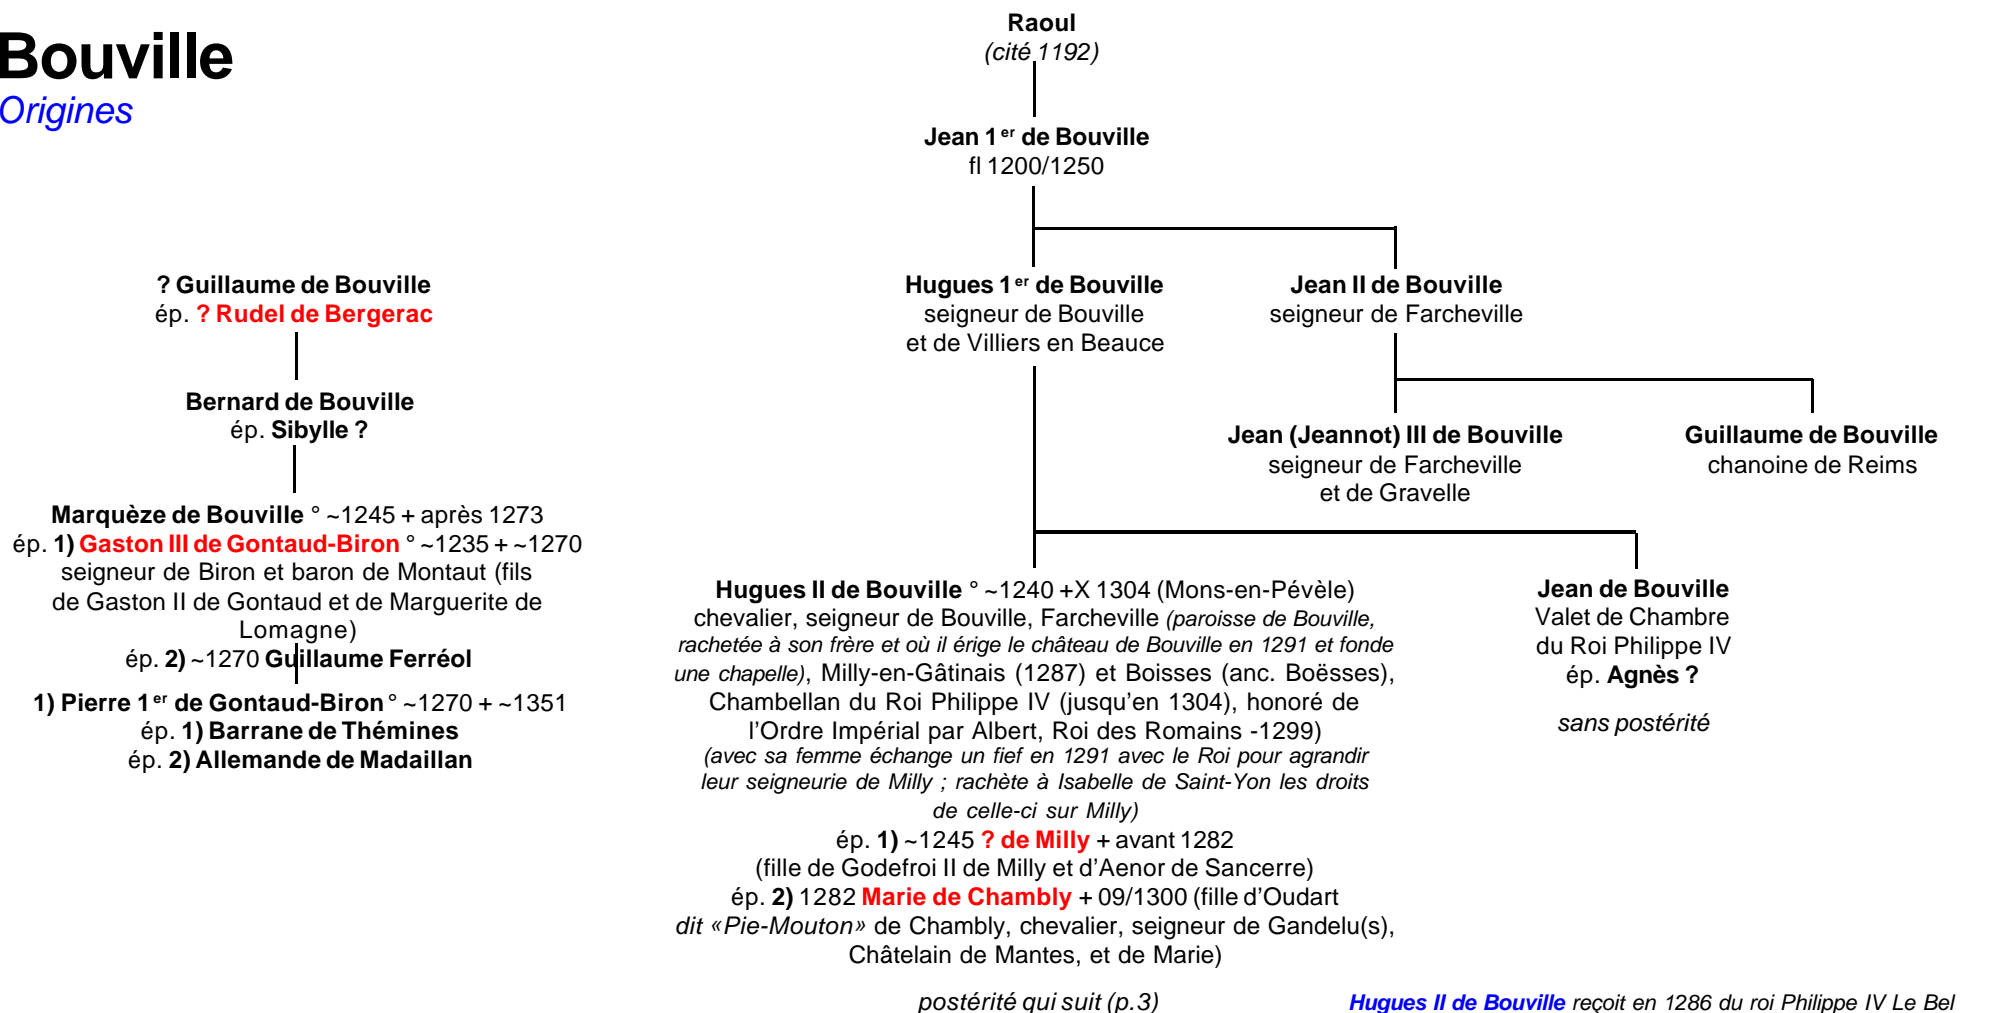 Bouville
Origines
Raoul
(cité 1192)
Jean 1er de Bouville
fl 1200/1250
? Guillaume de Bouville
ép. ? Rudel de Bergerac
Bernard de Bouville
ép. Sibylle ?
Marquèze de Bouville ° ~1245 + après 1273
ép. 1) Gaston III de Gontaud-Biron ° ~1235 + ~1270
seigneur de Biron et baron de Montaut (fils
de Gaston II de Gontaud et de Marguerite de
Lomagne)
ép. 2) ~1270 Guillaume Ferréol
1) Pierre 1er de Gontaud-Biron ° ~1270 + ~1351
ép. 1) Barrane de Thémines
ép. 2) Allemande de Madaillan
Hugues 1er de Bouville
seigneur de Bouville
et de Villiers en Beauce
Jean II de Bouville
seigneur de Farcheville
Jean (Jeannot) III de Bouville
seigneur de Farcheville
et de Gravelle
Guillaume de Bouville
chanoine de Reims
Hugues II de Bouville ° ~1240 +X 1304 (Mons-en-Pévèle)
chevalier, seigneur de Bouville, Farcheville (paroisse de Bouville,
rachetée à son frère et où il érige le château de Bouville en 1291 et fonde
une chapelle), Milly-en-Gâtinais (1287) et Boisses (anc. Boësses),
Chambellan du Roi Philippe IV (jusqu'en 1304), honoré de
l'Ordre Impérial par Albert, Roi des Romains -1299)
(avec sa femme échange un fief en 1291 avec le Roi pour agrandir
leur seigneurie de Milly ; rachète à Isabelle de Saint-Yon les droits
de celle-ci sur Milly)
ép. 1) ~1245 ? de Milly + avant 1282
(fille de Godefroi II de Milly et d'Aenor de Sancerre)
ép. 2) 1282 Marie de Chambly + 09/1300 (fille d'Oudart
dit «Pie-Mouton» de Chambly, chevalier, seigneur de Gandelu(s),
Châtelain de Mantes, et de Marie)
postérité qui suit (p.3)
Jean de Bouville
Valet de Chambre
du Roi Philippe IV
ép. Agnès ?
sans postérité
Hugues II de Bouville reçoit en 1286 du roi Philippe IV Le Bel